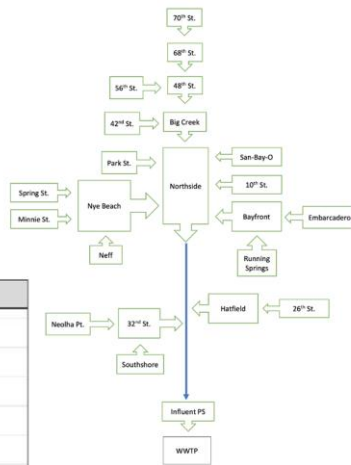 70th St.
68th St.
56th St.
48th St.
42nd St.
Big Creek
Park St.
San-Bay-O
Northside
10th St.
Spring St.
Nye Beach
Minnie St.
Bayfront
Embarcadero
Neff
Running
Springs
Hatfield
26th St.
Neolha Pt.
32nd St.
Southshore
Influent PS
WWTP